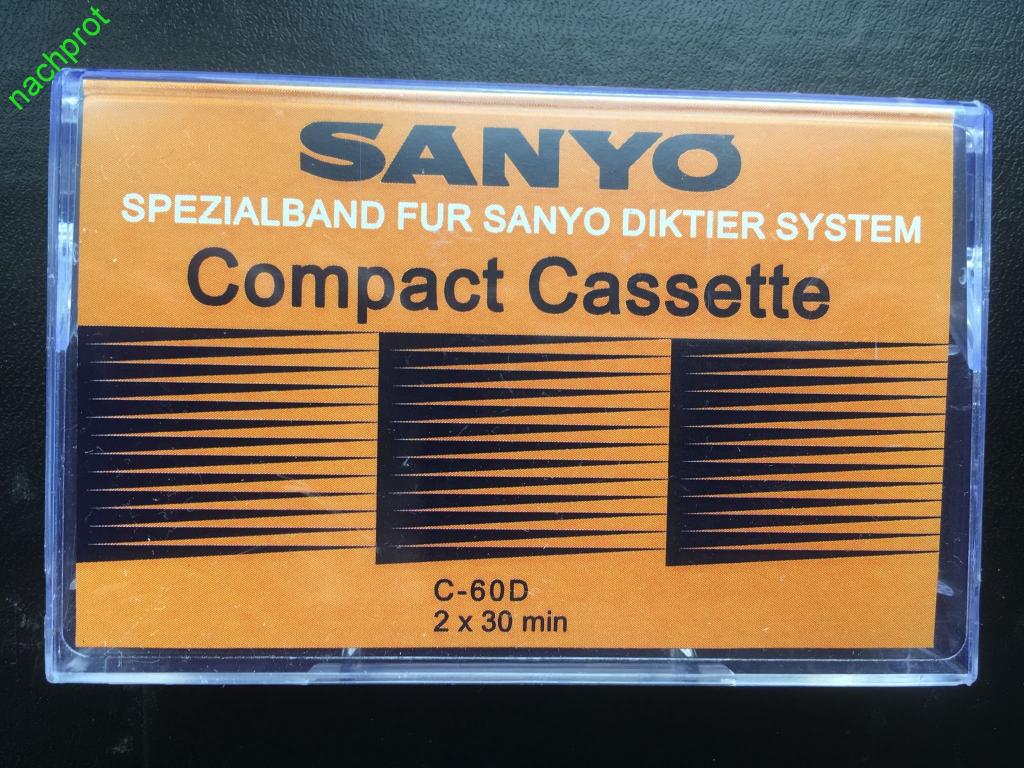 nachprot
SANYO
SPEZIALBAND FUR SANYO DIKTIER SYSTEM
Compact Cassette
C-60D
2 x 30 min